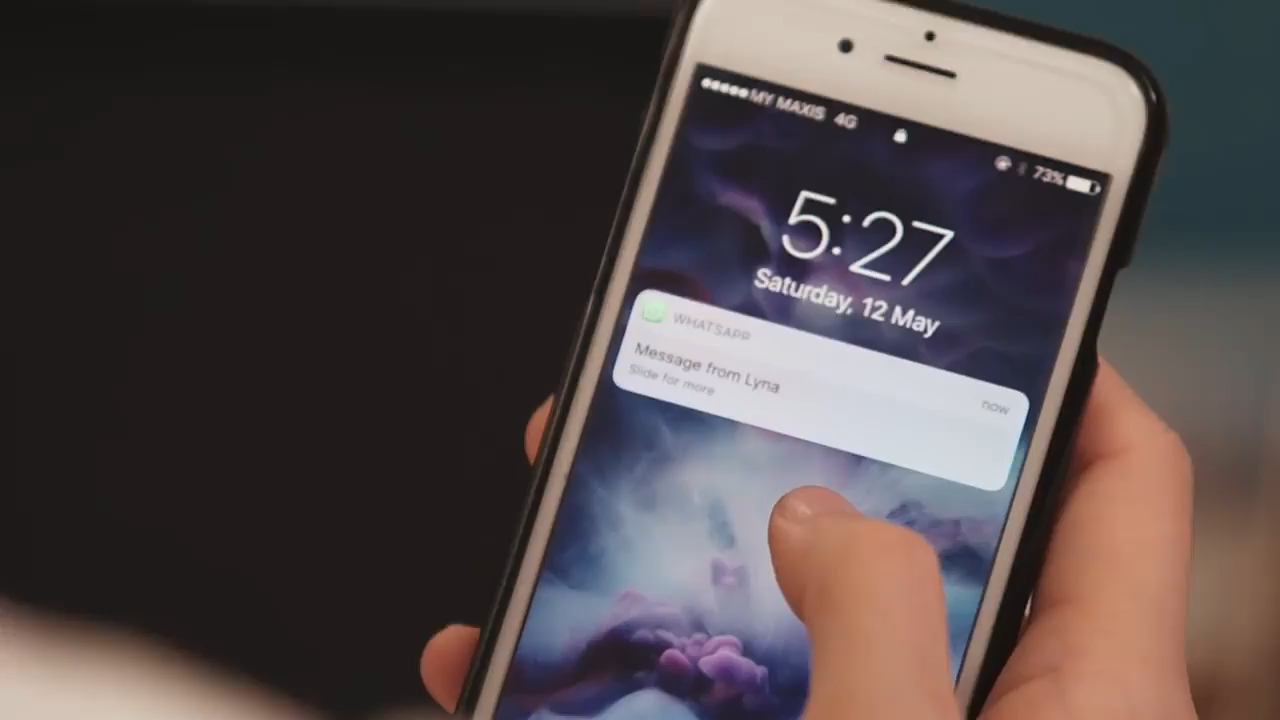 MY MAXIS 4G 73%
5:27
Saturday, 12 May
WHATSAPP
now
Message from Lyna
Slide for more